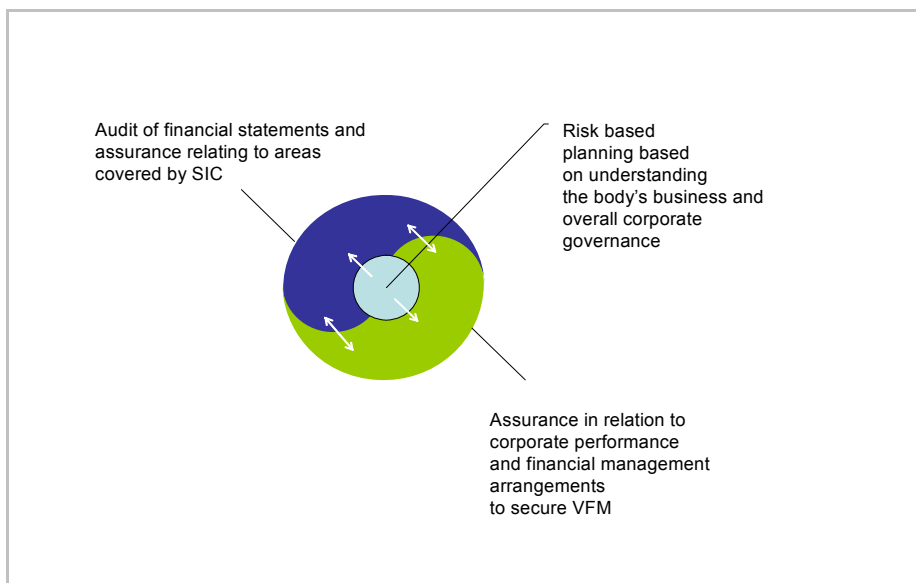 Audit of financial statements and
assurance relating to areas
covered by SIC
Risk based
planning based
on understanding
the body's business and
overall corporate
governance
Assurance in relation to
corporate performance
and financial management
arrangements
to secure VFM